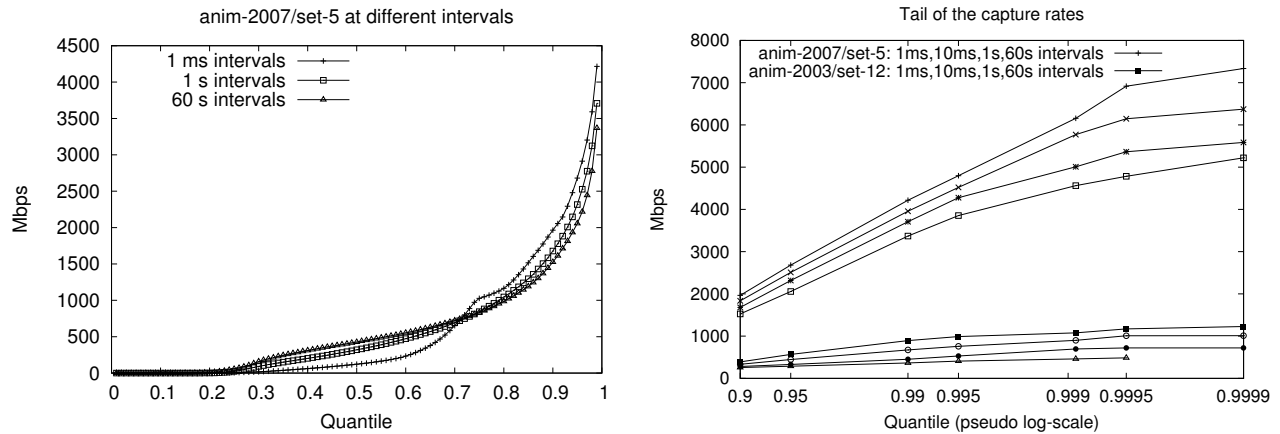 anim-2007/set-5 at different intervals
4500
4000
3500
3000
2500
2000
1500
1000
500
0
Mbps
1 ms intervals
1 s intervals
60 s intervals
0 0.1 0.2 0.3 0.4 0.5 0.6 0.7 0.8 0.9 1
Quantile
Tail of the capture rates
8000
7000
6000
5000
4000
3000
2000
1000
0
Mbps
anim-2007/set-5: 1ms,10ms,1s,60s intervals
anim-2003/set-12: 1ms,10ms,1s,60s intervals
0.9 0.95 0.99 0.995 0.999 0.9995 0.9999
Quantile (pseudo log-scale)